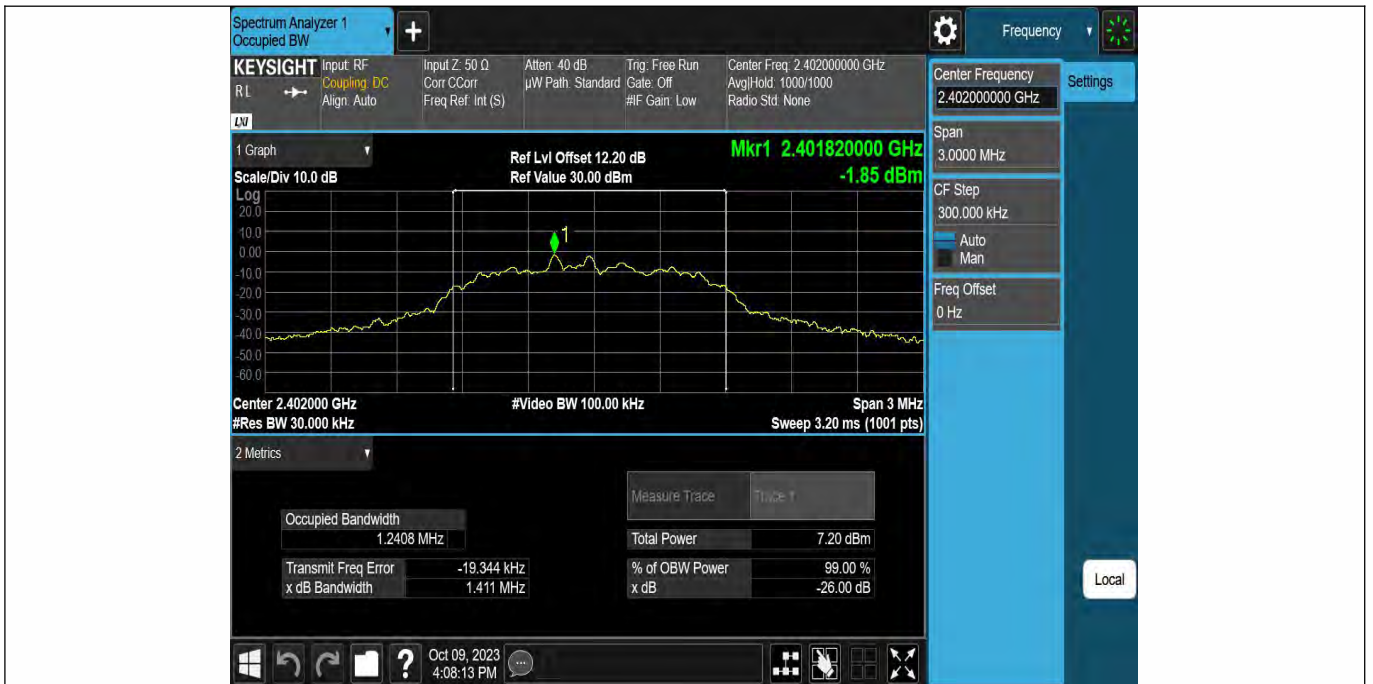 Spectrum Analyzer 1
Occupied BW
+
Frequency
KEYSIGHT
RL
LXI
Input: RF
Coupling: DC
Align: Auto
Input Z: 50 Ω
Corr CCorr
Freq Ref: Int (S)
Atten: 40 dB
µW Path: Standard
Trig: Free Run
Gate: Off
#IF Gain: Low
Center Freq: 2.402000000 GHz
Avg|Hold: 1000/1000
Radio Std: None
Center Frequency
2.402000000 GHz
Settings
Span
3.0000 MHz
CF Step
300.000 kHz
Auto
Man
Freq Offset
0 Hz
Local
1 Graph
Scale/Div 10.0 dB
Ref Lvl Offset 12.20 dB
Ref Value 30.00 dBm
Mkr1 2.401820000 GHz
-1.85 dBm
Log
20.0
10.0
0.00
-10.0
-20.0
-30.0
-40.0
-50.0
-60.0
1
Center 2.402000 GHz
#Video BW 100.00 kHz
Span 3 MHz
#Res BW 30.000 kHz
Sweep 3.20 ms (1001 pts)
2 Metrics
Measure Trace
Trace 1
Occupied Bandwidth
1.2408 MHz
Total Power 7.20 dBm
Transmit Freq Error -19.344 kHz
% of OBW Power 99.00 %
x dB Bandwidth 1.411 MHz
x dB -26.00 dB
?
Oct 09, 2023
4:08:13 PM